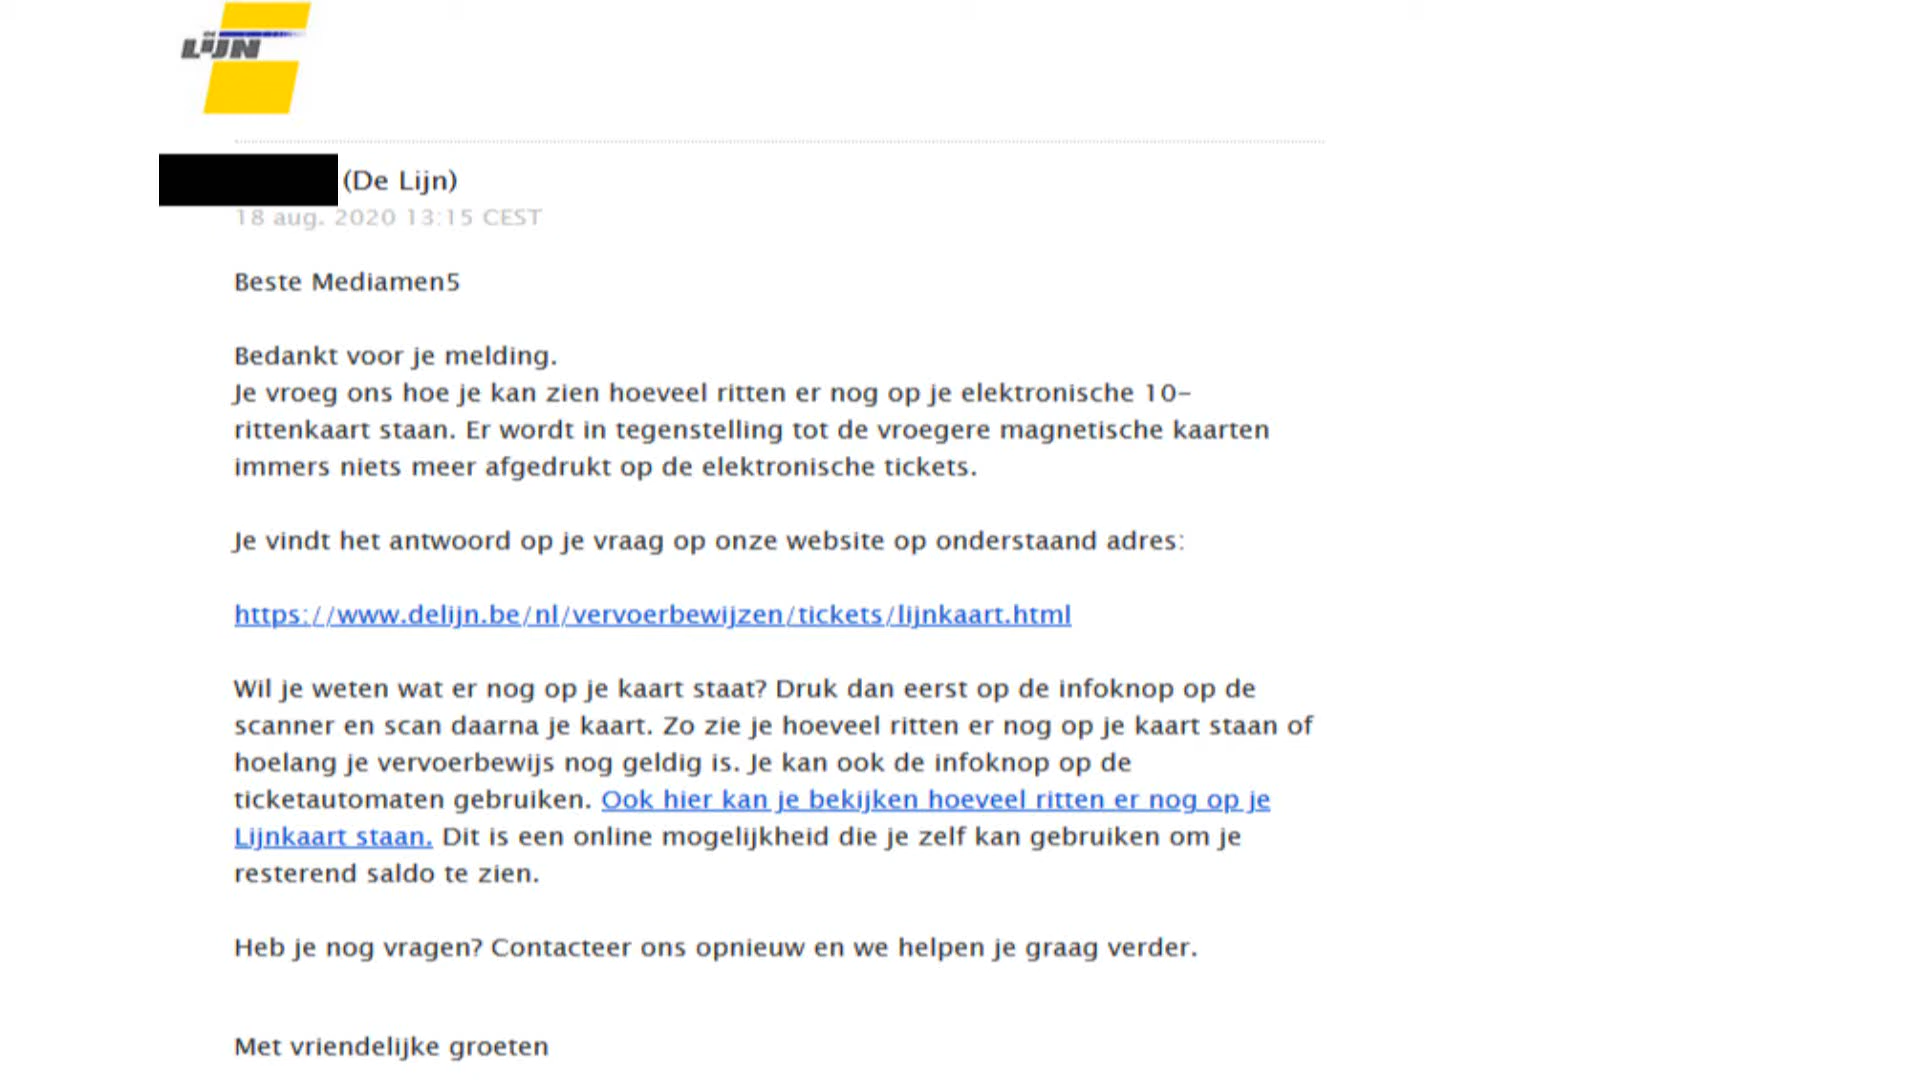 DE
LIJN
(De Lijn)
18 aug. 2020 13:15 CEST
Beste Mediamen5
Bedankt voor je melding.
Je vroeg ons hoe je kan zien hoeveel ritten er nog op je elektronische 10-
rittenkaart staan. Er wordt in tegenstelling tot de vroegere magnetische kaarten
immers niets meer afgedrukt op de elektronische tickets.
Je vindt het antwoord op je vraag op onze website op onderstaand adres:
https://www.delijn.be/nl/vervoerbewijzen/tickets/lijnkaart.html
Wil je weten wat er nog op je kaart staat? Druk dan eerst op de infoknop op de
scanner en scan daarna je kaart. Zo zie je hoeveel ritten er nog op je kaart staan of
hoelang je vervoerbewijs nog geldig is. Je kan ook de infoknop op de
ticketautomaten gebruiken. Ook hier kan je bekijken hoeveel ritten er nog op je
Lijnkaart staan. Dit is een online mogelijkheid die je zelf kan gebruiken om je
resterend saldo te zien.
Heb je nog vragen? Contacteer ons opnieuw en we helpen je graag verder.
Met vriendelijke groeten